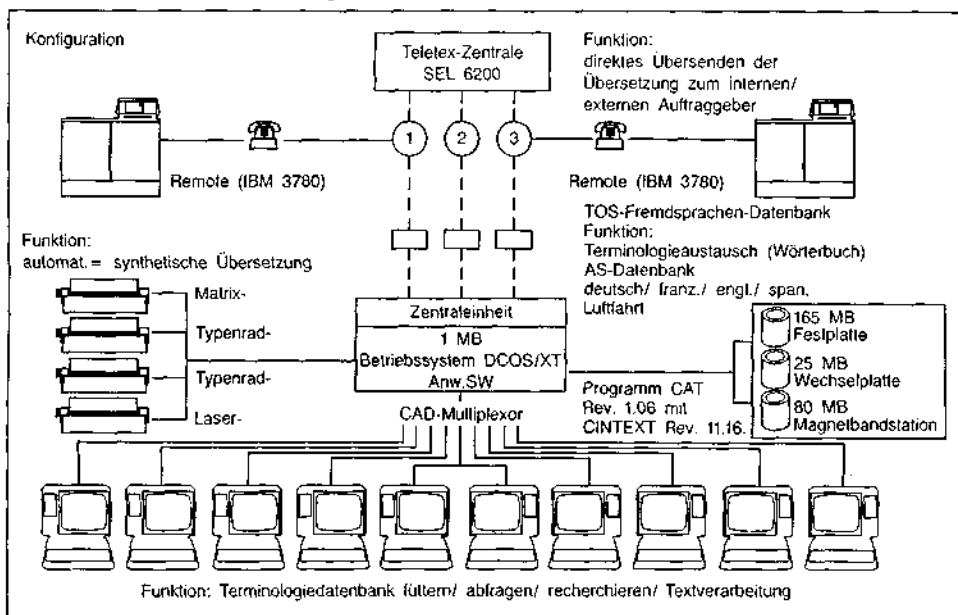 Konfiguration
Teletex-Zentrale
SEL 6200
Funktion:
direktes Übersenden der
Übersetzung zum internen/
externen Auftraggeber
1
2
3
Remote (IBM 3780)
Remote (IBM 3780)
TOS-Fremdsprachen-Datenbank
Funktion:
Terminologieaustausch (Wörterbuch)
AS-Datenbank
deutsch/ franz./ engl./ span.
Luftfahrt
Funktion:
automat.= synthetische Übersetzung
Matrix-
Typenrad-
Typenrad-
Laser-
Zentraleinheit
1 MB
Betriebssystem DCOS/XT
Anw.SW
CAD-Multiplexor
Programm CAT
Rev. 1.06 mit
CINTEXT Rev. 11.16.
165 MB
Festplatte
25 MB
Wechselplatte
80 MB
Magnetbandstation
Funktion: Terminologiedatenbank füttern/ abfragen/ recherchieren/ Textverarbeitung